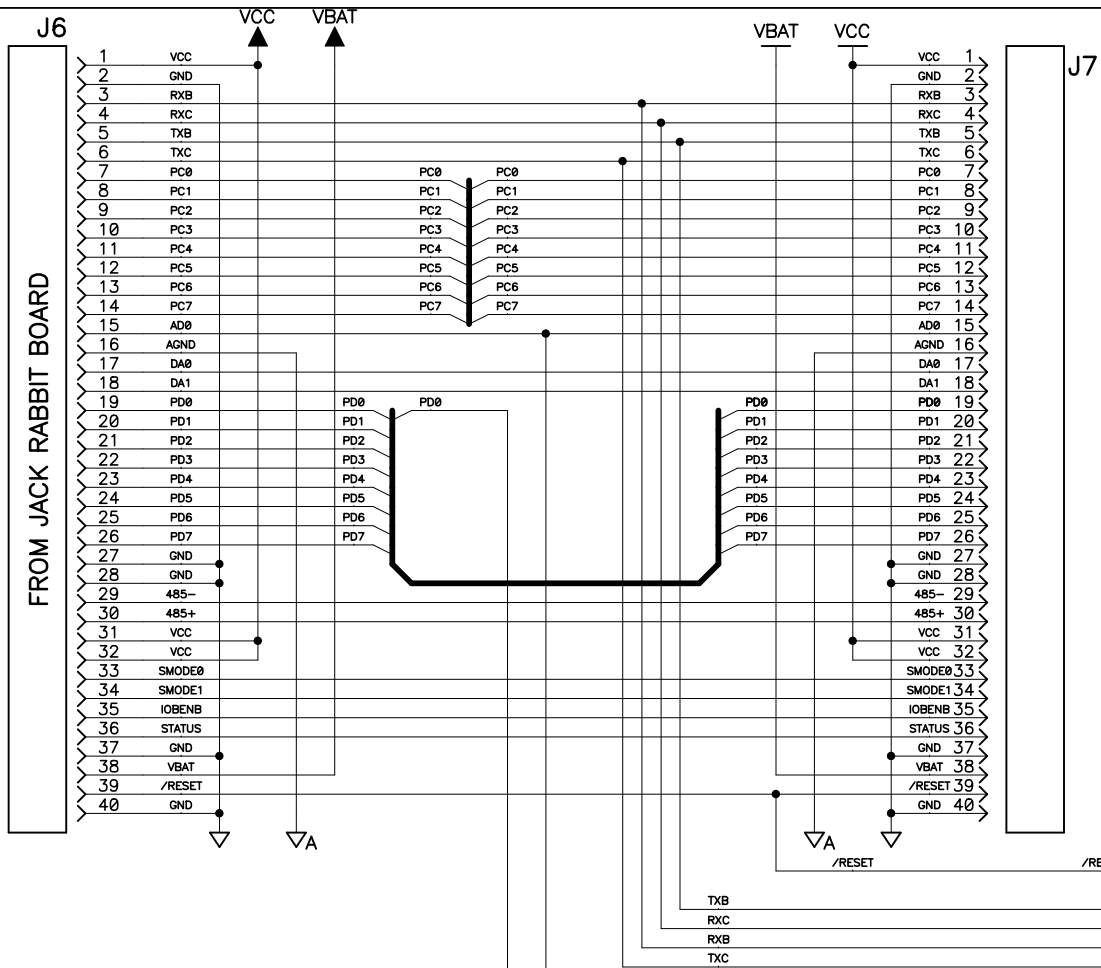 J6 VCC VBAT VBAT VCC J7
FROM JACK RABBIT BOARD
1 VCC VCC 1
2 GND GND 2
3 RXB RXB 3
4 RXC RXC 4
5 TXB TXB 5
6 TXC TXC 6
7 PC0 PC0 PC0 PC0 7
8 PC1 PC1 PC1 PC1 8
9 PC2 PC2 PC2 PC2 9
10 PC3 PC3 PC3 PC3 10
11 PC4 PC4 PC4 PC4 11
12 PC5 PC5 PC5 PC5 12
13 PC6 PC6 PC6 PC6 13
14 PC7 PC7 PC7 PC7 14
15 AD0 AD0 15
16 AGND AGND 16
17 DA0 DA0 17
18 DA1 DA1 18
19 PD0 PD0 PD0 PD0 PD0 19
20 PD1 PD1 PD1 PD1 20
21 PD2 PD2 PD2 PD2 21
22 PD3 PD3 PD3 PD3 22
23 PD4 PD4 PD4 PD4 23
24 PD5 PD5 PD5 PD5 24
25 PD6 PD6 PD6 PD6 25
26 PD7 PD7 PD7 PD7 26
27 GND GND 27
28 GND GND 28
29 485- 485- 29
30 485+ 485+ 30
31 VCC VCC 31
32 VCC VCC 32
33 SMODE0 SMODE0 33
34 SMODE1 SMODE1 34
35 IOBENB IOBENB 35
36 STATUS STATUS 36
37 GND GND 37
38 VBAT VBAT 38
39 /RESET /RESET 39
40 GND GND 40
A A
/RESET /RE
TXB
RXC
RXB
TXC